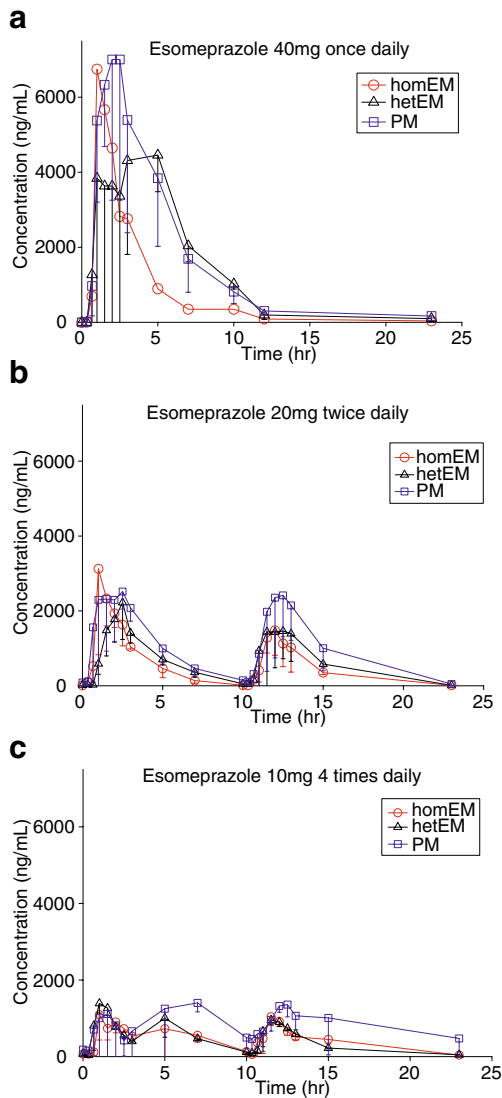 a
Esomeprazole 40mg once daily
homEM
hetEM
PM
Concentration (ng/mL)
6000
4000
2000
0
0 5 10 15 20 25
Time (hr)
b
Esomeprazole 20mg twice daily
homEM
hetEM
PM
Concentration (ng/mL)
6000
4000
2000
0
0 5 10 15 20 25
Time (hr)
c
Esomeprazole 10mg 4 times daily
homEM
hetEM
PM
Concentration (ng/mL)
6000
4000
2000
0
0 5 10 15 20 25
Time (hr)